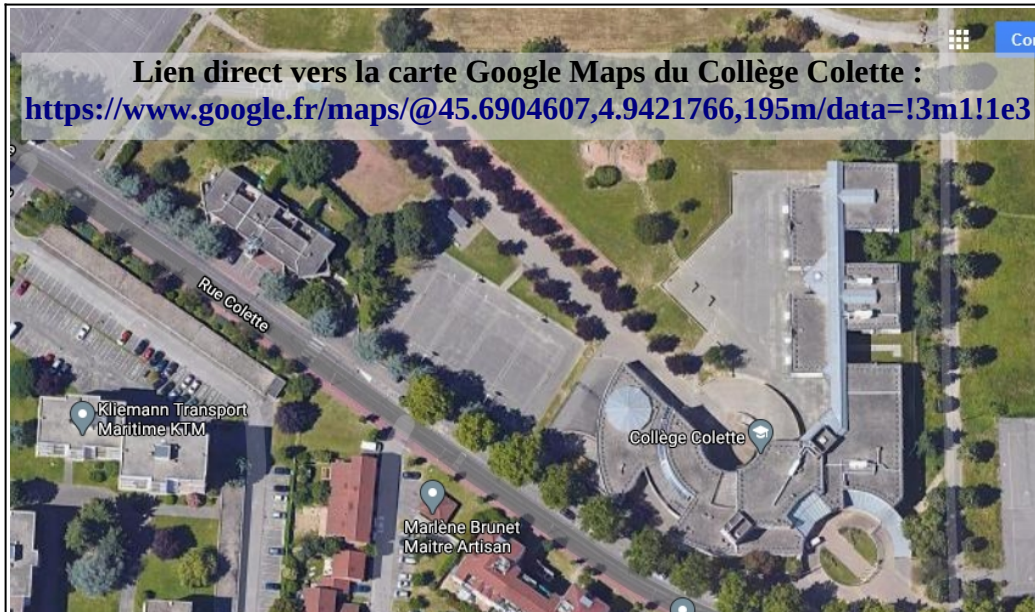 Lien direct vers la carte Google Maps du Collège Colette :
https://www.google.fr/maps/@45.6904607,4.9421766,195m/data=!3m1!1e3
Rue Colette
Kliemann Transport
Maritime KTM
Collège Colette
Marlène Brunet
Maitre Artisan